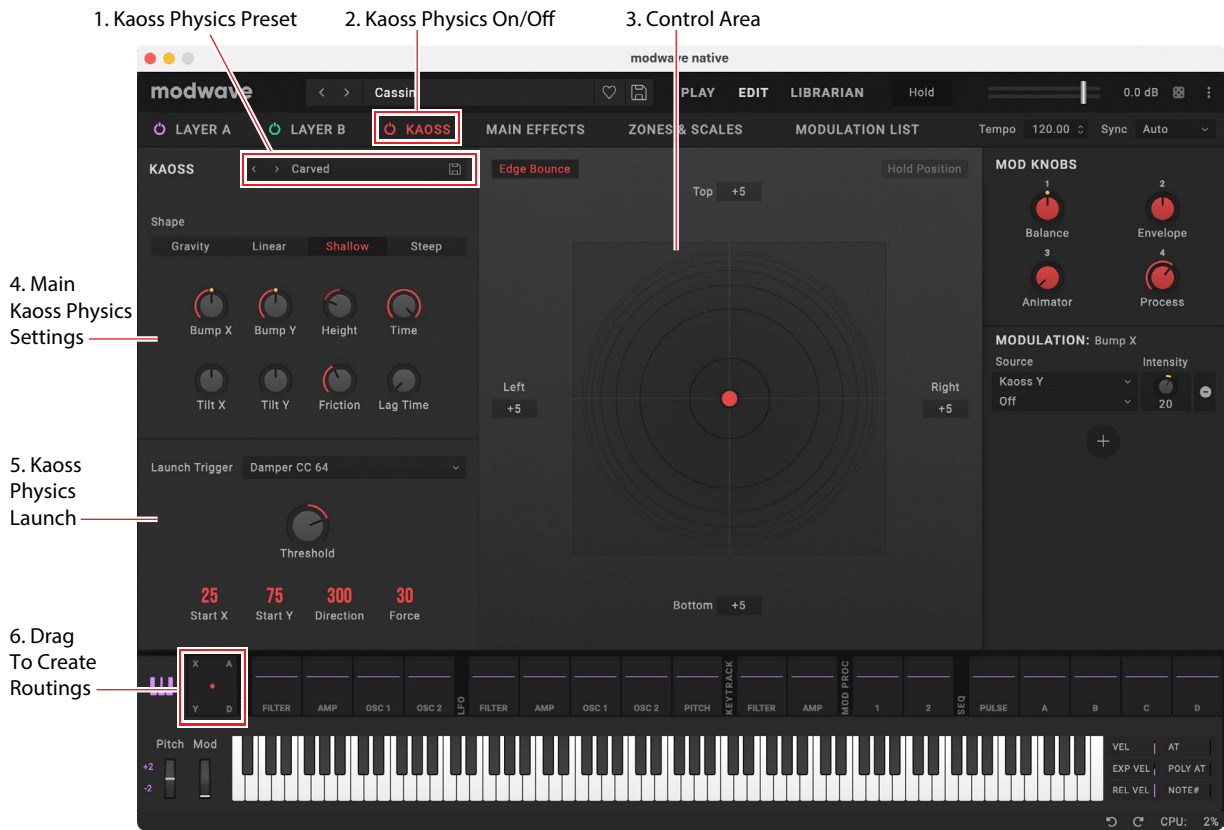 1. Kaoss Physics Preset
2. Kaoss Physics On/Off
3. Control Area
modwave native
modwave
Cassin
PLAY EDIT LIBRARIAN Hold 0.0 dB
LAYER A LAYER B KAOSS MAIN EFFECTS ZONES & SCALES MODULATION LIST Tempo 120.00 Sync Auto
KAOSS Carved
Edge Bounce
Hold Position
Top +5
Shape
Gravity Linear Shallow Steep
4. Main
Kaoss Physics
Settings
Bump X Bump Y Height Time
Tilt X Tilt Y Friction Lag Time
Left
+5
Right
+5
MOD KNOBS
1 2
Balance Envelope
3 4
Animator Process
MODULATION: Bump X
Source Intensity
Kaoss Y
Off 20
5. Kaoss
Physics
Launch
Launch Trigger Damper CC 64
Threshold
25 75 300 30
Start X Start Y Direction Force
Bottom +5
6. Drag
To Create
Routings
X A
Y D
FILTER AMP OSC 1 OSC 2
LFO
FILTER AMP OSC 1 OSC 2 PITCH
KEYTRACK
FILTER AMP
MOD PROC
1 2
SEQ
PULSE A B C D
Pitch Mod
+2
-2
VEL AT
EXP VEL POLY AT
REL VEL NOTE#
CPU: 2%